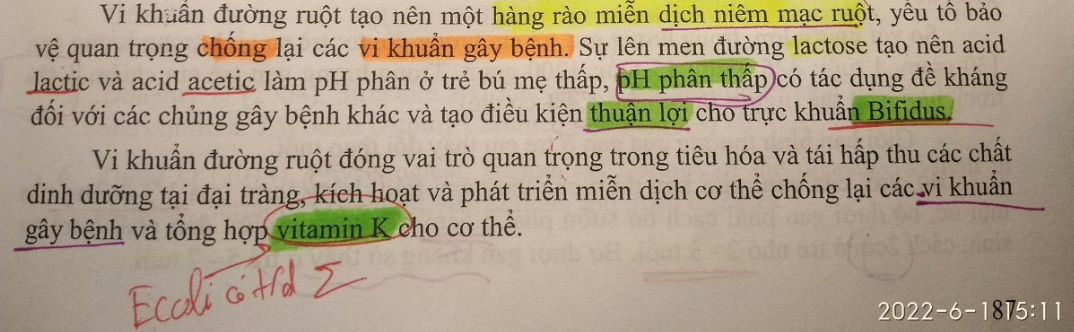 Vi khuẩn đường ruột tạo nên một hàng rào miễn dịch niêm mạc ruột, yếu tố bảo
vệ quan trọng chống lại các vi khuẩn gây bệnh. Sự lên men đường lactose tạo nên acid
lactic và acid acetic làm pH phân ở trẻ bú mẹ thấp, pH phân thấp có tác dụng đề kháng
đối với các chủng gây bệnh khác và tạo điều kiện thuận lợi cho trực khuẩn Bifidus.
Vi khuẩn đường ruột đóng vai trò quan trọng trong tiêu hóa và tái hấp thu các chất
dinh dưỡng tại đại tràng, kích hoạt và phát triển miễn dịch cơ thể chống lại các vi khuẩn
gây bệnh và tổng hợp vitamin K cho cơ thể.
Ecoli có t/d Σ
87
2022-6-18 15:11